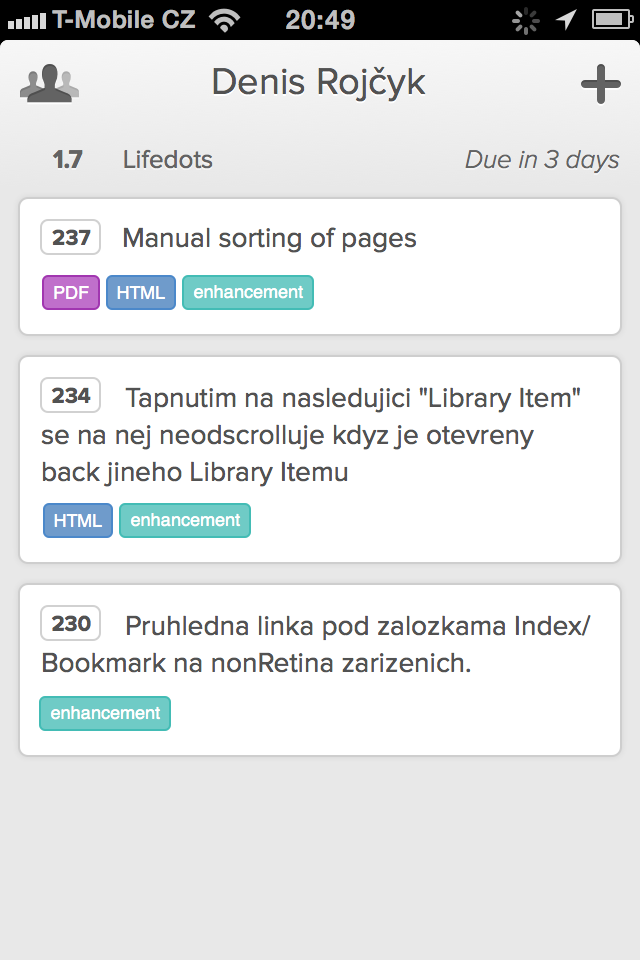 T-Mobile CZ 20:49
Denis Rojčyk
1.7 Lifedots Due in 3 days
237 Manual sorting of pages
PDF HTML enhancement
234 Tapnutim na nasledujici "Library Item"
se na nej neodscrolluje kdyz je otevreny
back jineho Library Itemu
HTML enhancement
230 Pruhledna linka pod zalozkama Index/
Bookmark na nonRetina zarizenich.
enhancement